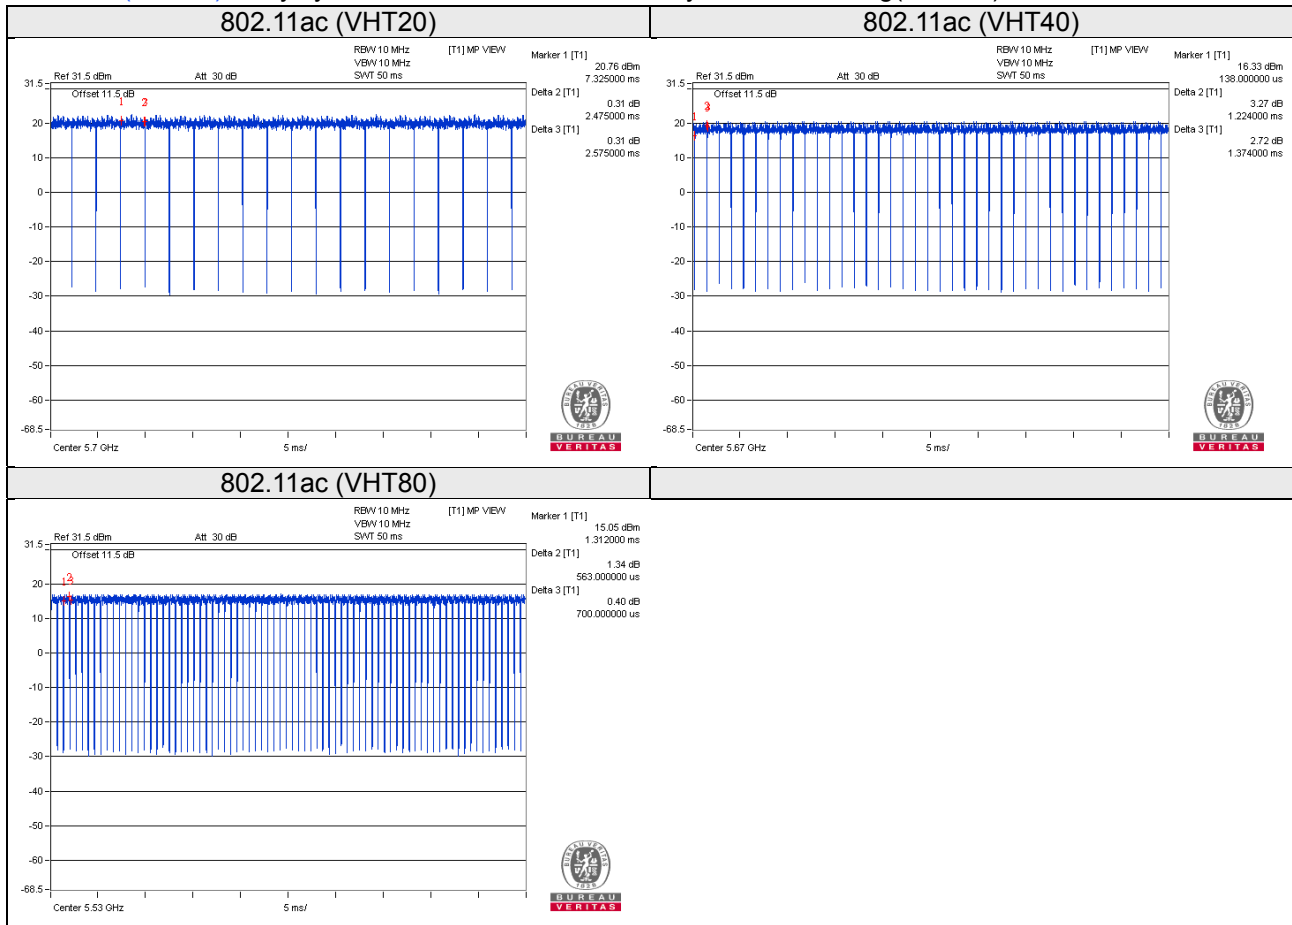 802.11ac (VHT20)
802.11ac (VHT40)
RBW 10 MHz
[T1] MP VIEW
VBW 10 MHz
Ref 31.5 dBm
Att 30 dB
SWT 50 ms
Marker 1 [T1]
20.76 dBm
7.325000 ms
Delta 2 [T1]
0.31 dB
2.475000 ms
Delta 3 [T1]
0.31 dB
2.575000 ms
31.5
Offset 11.5 dB
1
2
20
10
0
-10
-20
-30
-40
-50
-60
-68.5
Center 5.7 GHz
5 ms/
BUREAU
VERITAS
RBW 10 MHz
[T1] MP VIEW
VBW 10 MHz
Ref 31.5 dBm
Att 30 dB
SWT 50 ms
Marker 1 [T1]
16.33 dBm
138.000000 us
Delta 2 [T1]
3.27 dB
1.224000 ms
Delta 3 [T1]
2.72 dB
1.374000 ms
31.5
Offset 11.5 dB
1
20
10
0
-10
-20
-30
-40
-50
-60
-68.5
Center 5.67 GHz
5 ms/
BUREAU
VERITAS
802.11ac (VHT80)
RBW 10 MHz
[T1] MP VIEW
VBW 10 MHz
Ref 31.5 dBm
Att 30 dB
SWT 50 ms
Marker 1 [T1]
15.05 dBm
1.312000 ms
Delta 2 [T1]
1.34 dB
563.000000 us
Delta 3 [T1]
0.40 dB
700.000000 us
31.5
Offset 11.5 dB
2
1
3
20
10
0
-10
-20
-30
-40
-50
-60
-68.5
Center 5.53 GHz
5 ms/
BUREAU
VERITAS